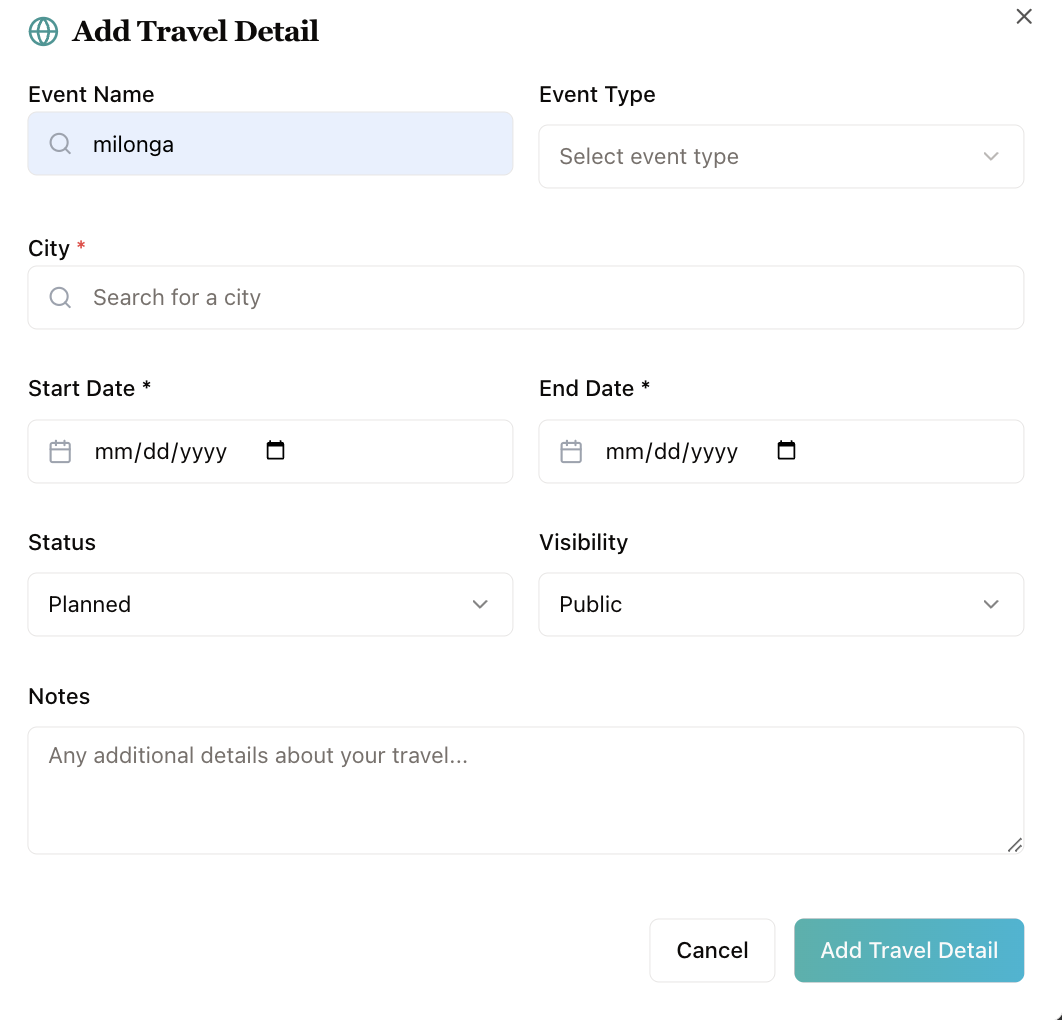 Add Travel Detail
Event Name
Event Type
milonga
Select event type
City *
Search for a city
Start Date *
End Date *
mm/dd/yyyy
mm/dd/yyyy
Status
Visibility
Planned
Public
Notes
Any additional details about your travel...
Cancel
Add Travel Detail